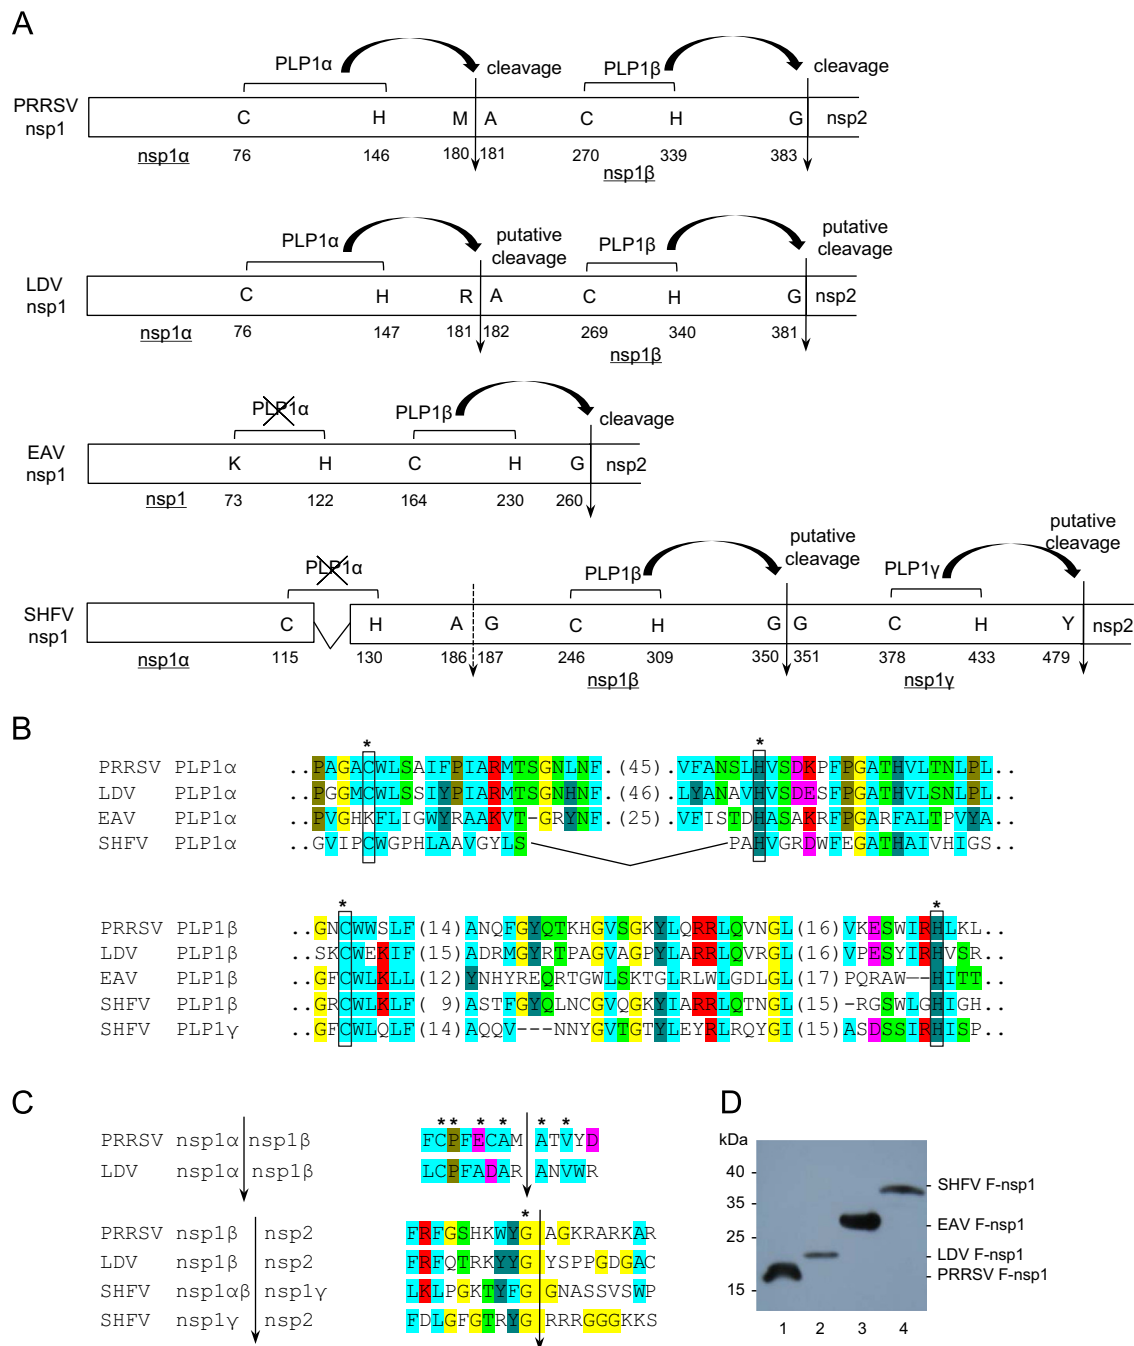 A
PLP1α cleavage PLP1β cleavage
PRRSV nsp1
C H M A C H G nsp2
nsp1α 76 146 180 181 270 339 383
nsp1β
PLP1α putative cleavage PLP1β putative cleavage
LDV nsp1
C H R A C H G nsp2
nsp1α 76 147 181 182 269 340 381
nsp1β
PLP1α PLP1β cleavage
EAV nsp1
K H C H G nsp2
nsp1 73 122 164 230 260
PLP1α PLP1β putative cleavage PLP1γ putative cleavage
SHFV nsp1
C H A G C H G G C H Y nsp2
nsp1α 115 130 186 187 246 309 350 351 378 433 479
nsp1β nsp1γ
B
* *
PRRSV PLP1α ..PAGACWLSAIFPIARMTSGNLNF.(45).VFANSLHVSDKPFPGATHVLTNLPL..
LDV PLP1α ..PGGMCWLSSIYPIARMTSGNHNF.(46).LYANAVHVSDESFPGATHVLSNLPL..
EAV PLP1α ..PVGHKFLIGWYRAAKVT-GRYNF.(25).VFISTDHASAKRFPGARFALTPVYA..
SHFV PLP1α ..GVIPCWGPHLAAVGYLS PAHVGRDWFEGATHAIVHIGS..
* *
PRRSV PLP1β ..GNCWWSLF(14)ANQFGYQTKHGVSGKYLQRRLQVNGL(16)VKESWIRHLKL..
LDV PLP1β ..SKCWEKIF(15)ADRMGYRTPAGVAGPYLARRLQVRGL(16)VPESYIRHVSR..
EAV PLP1β ..GFCWLKLL(12)YNHYREQRTGWLSKTGLRLWLGDLGL(17)PQRAW--HITT..
SHFV PLP1β ..GRCWLKLF( 9)ASTFGYQLNCGVQGKYIARRLQTNGL(15)-RGSWLGHIGH..
SHFV PLP1γ ..GFCWLQLF(14)AQQV---NNYGVTGTYLEYRLRQYGI(15)ASDSSIRHISP..
C
* * * * * *
PRRSV nsp1α nsp1β FCPFECAM ATVYD
LDV nsp1α nsp1β LCPFADAR ANVWR
*
PRRSV nsp1β nsp2 FRFGSHKWYG AGKRARKAR
LDV nsp1β nsp2 FRFQTRKYYG YSPPGDGAC
SHFV nsp1αβ nsp1γ LKLPGKTYFG GNASSVSWP
SHFV nsp1γ nsp2 FDLGFGTRYG RRRGGGKKS
D
kDa
40
35
25
15
SHFV F-nsp1
EAV F-nsp1
LDV F-nsp1
PRRSV F-nsp1
1 2 3 4